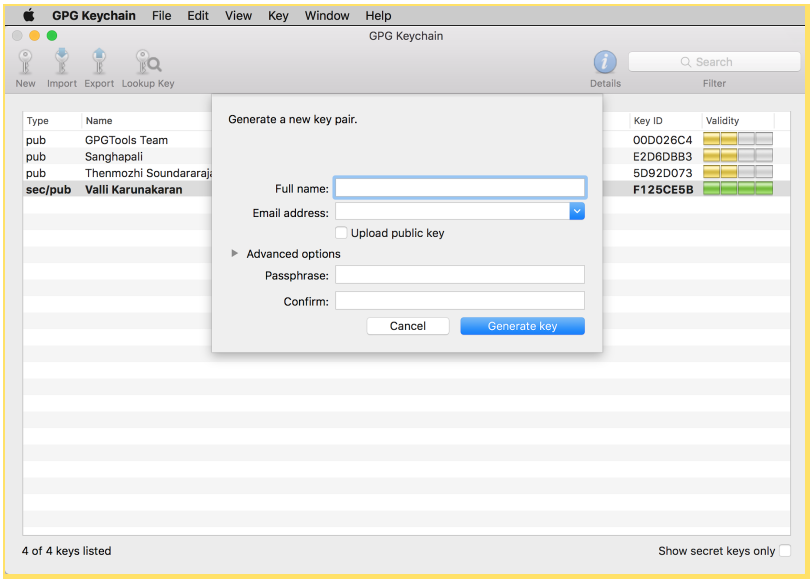 GPG Keychain File Edit View Key Window Help
GPG Keychain
New Import Export Lookup Key Details Search
Filter
Type Name Key ID Validity
pub GPGTools Team 00D026C4
pub Sanghapali E2D6DBB3
pub Thenmozhi Soundararaja 5D92D073
sec/pub Valli Karunakaran F125CE5B
Generate a new key pair.
Full name:
Email address:
Upload public key
Advanced options
Passphrase:
Confirm:
Cancel Generate key
4 of 4 keys listed Show secret keys only